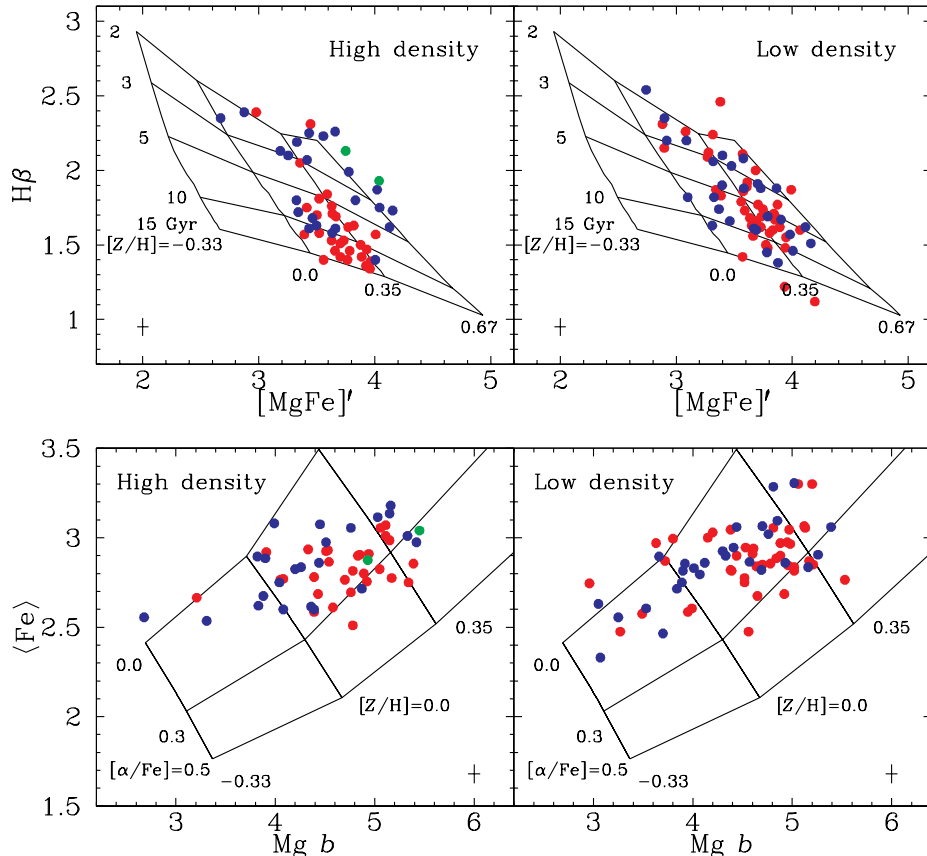 3
2.5
2
1.5
1
Hβ
High density
2
3
5
10
15 Gyr
[Z/H]=−0.33
0.0
0.35
0.67
Low density
2
3
5
10
15 Gyr
[Z/H]=−0.33
0.0
0.35
0.67
2 3 4 5
[MgFe]′
2 3 4 5
[MgFe]′
3.5
3
2.5
2
1.5
⟨Fe⟩
High density
0.0
0.3
[α/Fe]=0.5
−0.33
[Z/H]=0.0
0.35
Low density
0.0
0.3
[α/Fe]=0.5
−0.33
[Z/H]=0.0
0.35
3 4 5 6
Mg b
3 4 5 6
Mg b